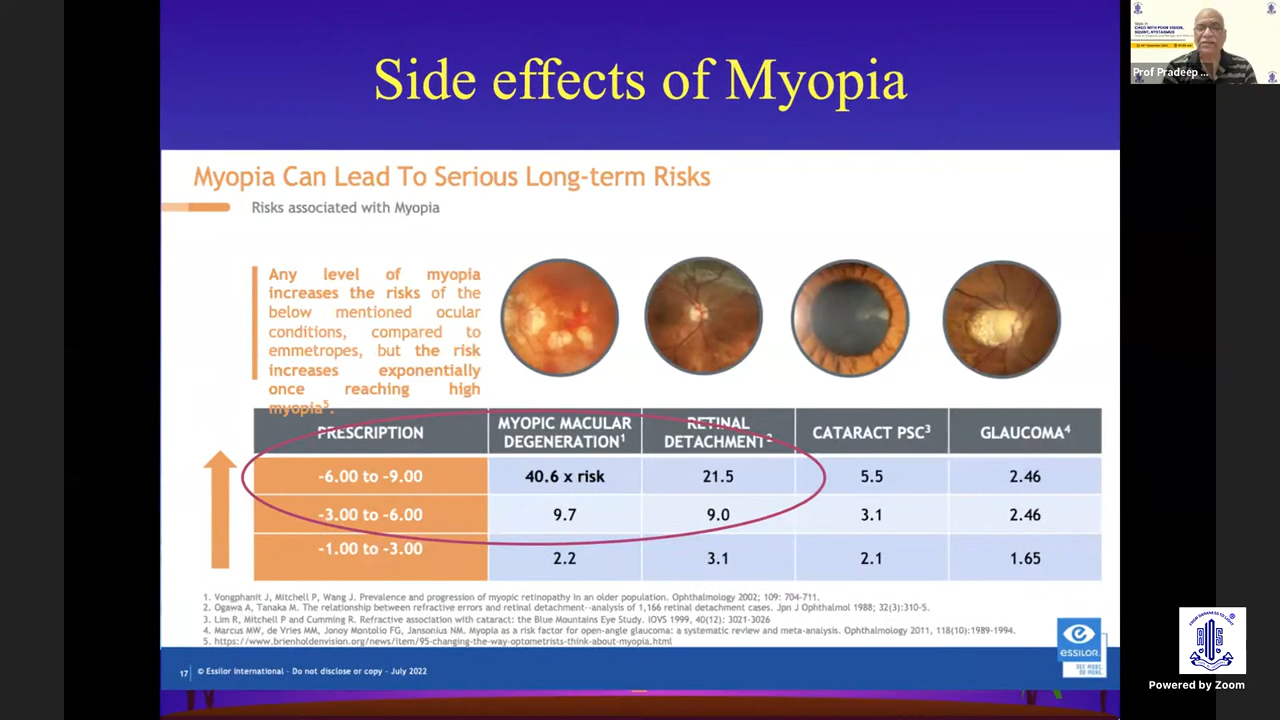 Side effects of Myopia
Myopia Can Lead To Serious Long-term Risks
Risks associated with Myopia
Any level of myopia
increases the risks of the
below mentioned ocular
conditions, compared to
emmetropes, but the risk
increases exponentially
once reaching high
myopia5.
PRESCRIPTION
MYOPIC MACULAR
DEGENERATION1
RETINAL
DETACHMENT2
CATARACT PSC3
GLAUCOMA4
-6.00 to -9.00
40.6 x risk
21.5
5.5
2.46
-3.00 to -6.00
9.7
9.0
3.1
2.46
-1.00 to -3.00
2.2
3.1
2.1
1.65
1. Vongphanit J, Mitchell P, Wang J. Prevalence and progression of myopic retinopathy in an older population. Ophthalmology 2002; 109: 704-711.
2. Ogawa A, Tanaka M. The relationship between refractive errors and retinal detachment--analysis of 1,166 retinal detachment cases. Jpn J Ophthalmol 1988; 32(3):310-5.
3. Lim R, Mitchell P and Cumming R. Refractive association with cataract: the Blue Mountains Eye Study. IOVS 1999, 40(12): 3021-3026
4. Marcus MW, de Vries MM, Jonoy Montolio FG, Jansonius NM. Myopia as a risk factor for open-angle glaucoma: a systematic review and meta-analysis. Ophthalmology 2011, 118(10):1989-1994.
5. https://www.brienholdenvision.org/news/item/95-changing-the-way-optometrists-think-about-myopia.html
17
© Essilor International - Do not disclose or copy - July 2022
essilor
SEE MORE.
DO MORE.
CHILD WITH POOR VISION,
SQUINT, NYSTAGMUS
Prof Pradeep ...
Powered by Zoom